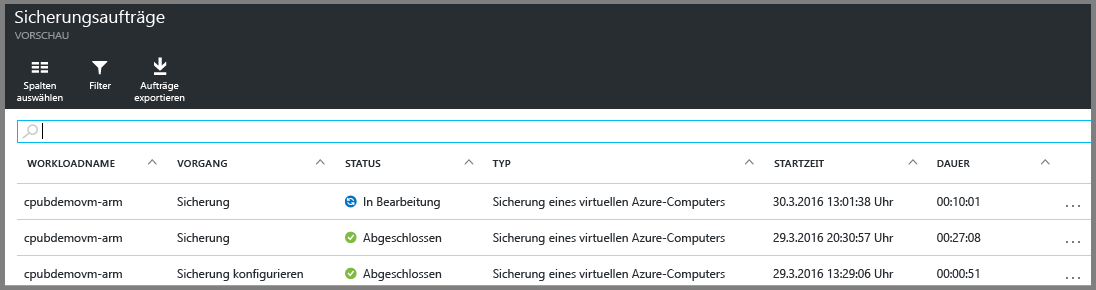 Sicherungsaufträge
VORSCHAU
Spalten auswählen
Filter
Aufträge exportieren
WORKLOADNAME VORGANG STATUS TYP STARTZEIT DAUER
cpubdemovm-arm Sicherung In Bearbeitung Sicherung eines virtuellen Azure-Computers 30.3.2016 13:01:38 Uhr 00:10:01 ...
cpubdemovm-arm Sicherung Abgeschlossen Sicherung eines virtuellen Azure-Computers 29.3.2016 20:30:57 Uhr 00:27:08 ...
cpubdemovm-arm Sicherung konfigurieren Abgeschlossen Sicherung eines virtuellen Azure-Computers 29.3.2016 13:29:06 Uhr 00:00:51 ...